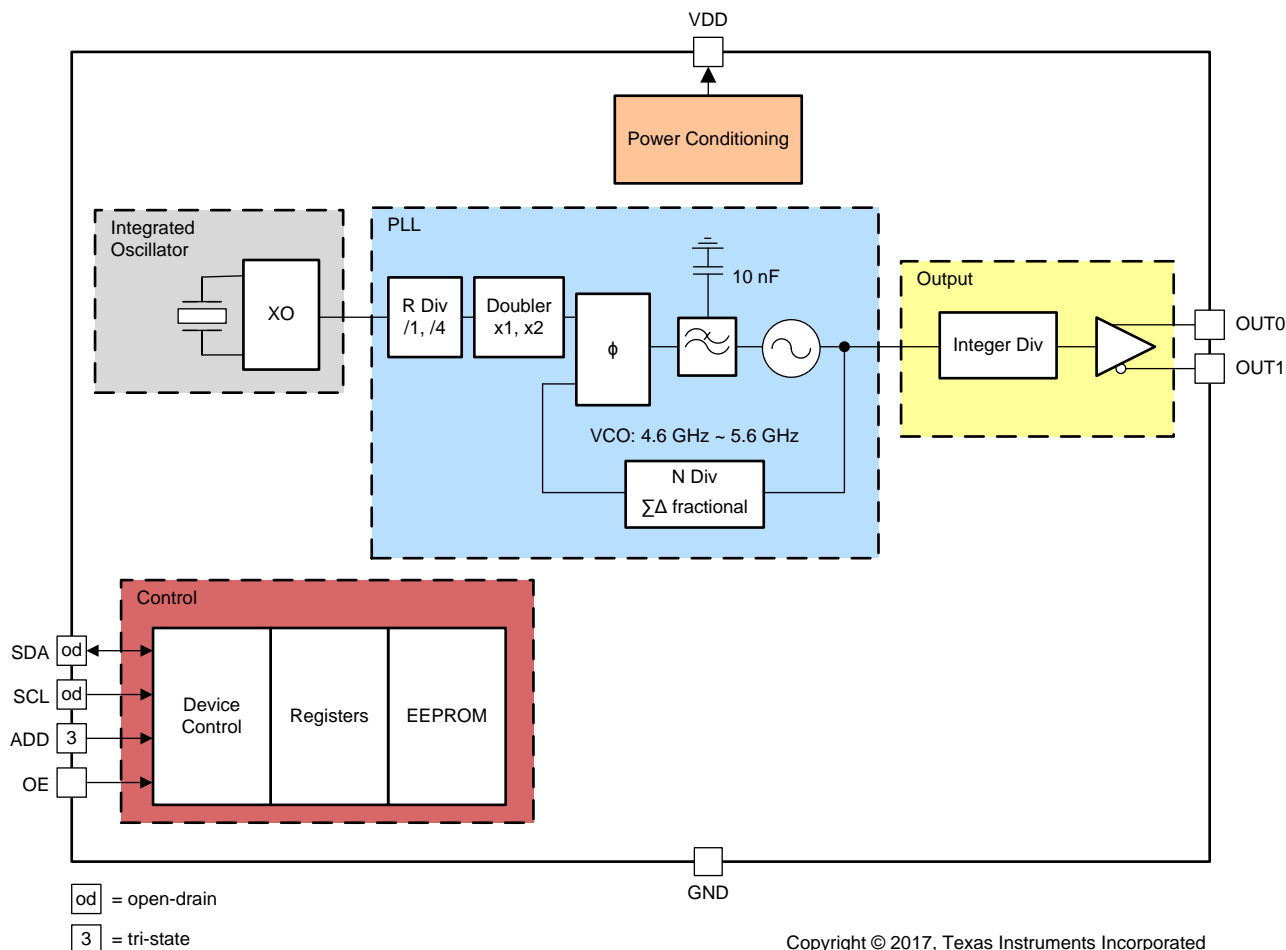 VDD
Power Conditioning
Integrated
Oscillator
XO
PLL
R Div
/1, /4
Doubler
x1, x2
ϕ
10 nF
VCO: 4.6 GHz ~ 5.6 GHz
N Div
∑Δ fractional
Output
Integer Div
OUT0
OUT1
Control
SDA
od
SCL
od
ADD
3
OE
Device
Control
Registers
EEPROM
GND
od = open-drain
3 = tri-state
Copyright © 2017, Texas Instruments Incorporated